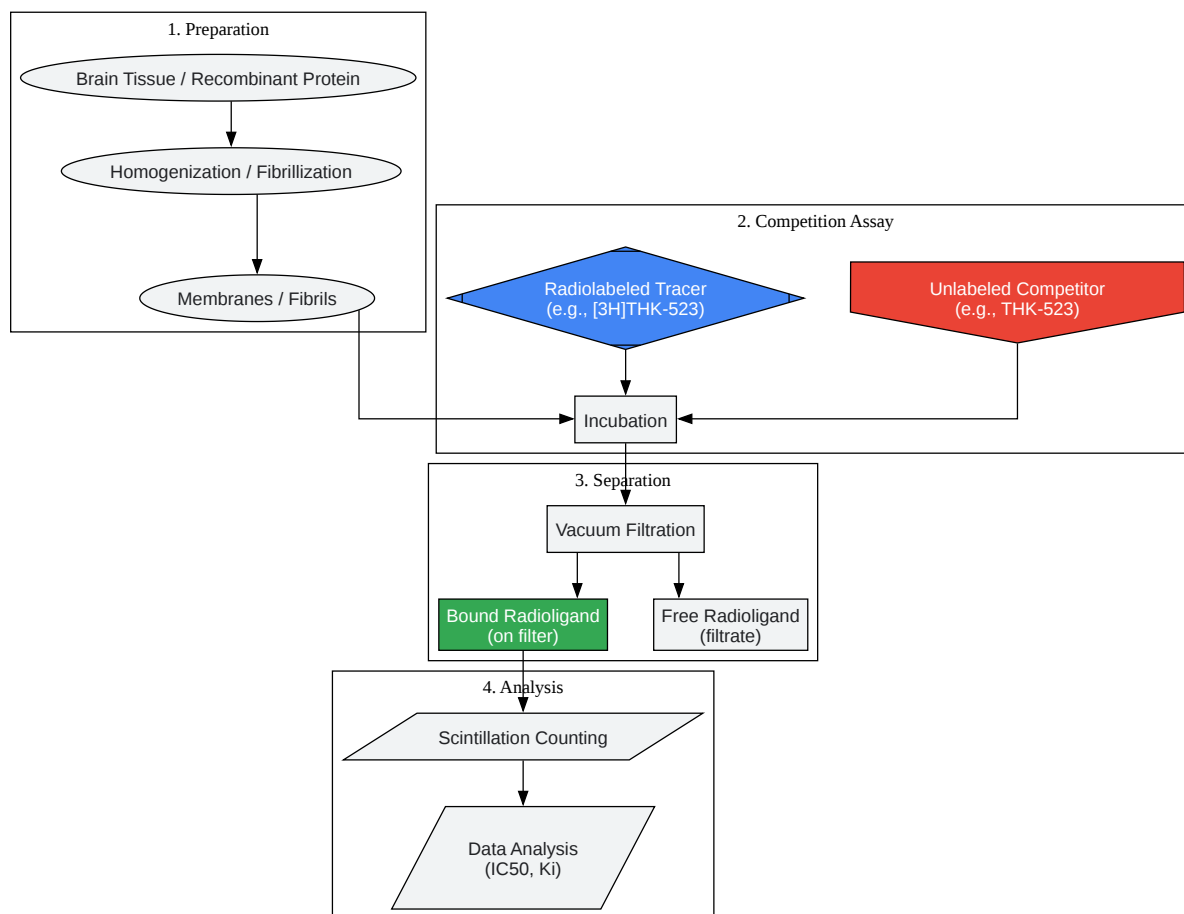 1. Preparation
Brain Tissue / Recombinant Protein
Homogenization / Fibrillization
Membranes / Fibrils
2. Competition Assay
Radiolabeled Tracer
(e.g., [3H]THK-523)
Unlabeled Competitor
(e.g., THK-523)
Incubation
3. Separation
Vacuum Filtration
Bound Radioligand
(on filter)
Free Radioligand
(filtrate)
4. Analysis
Scintillation Counting
Data Analysis
(IC50, Ki)